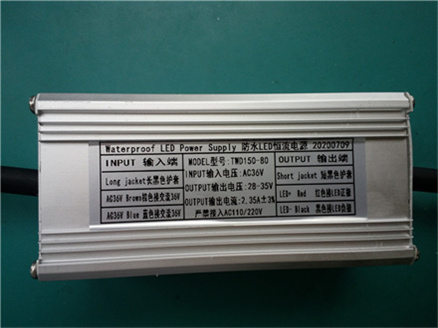 Waterproof LED Power Supply 防水LED恒流电源 20200709
INPUT 输入端
MODEL型号: TWD150-80
OUTPUT 输出端
Long jacket长黑色护套
INPUT输入电压: AC36V
Short jacket 短黑色护套
AC36V Brown棕色接交流36V
OUTPUT输出电压: 28-35V
LED+ Red 红色接LED正极
OUTPUT输出电流: 2.35A±3%
AC36V Blue 蓝色接交流36V
严禁接入AC110/220V
LED- Black 黑色接LED负极